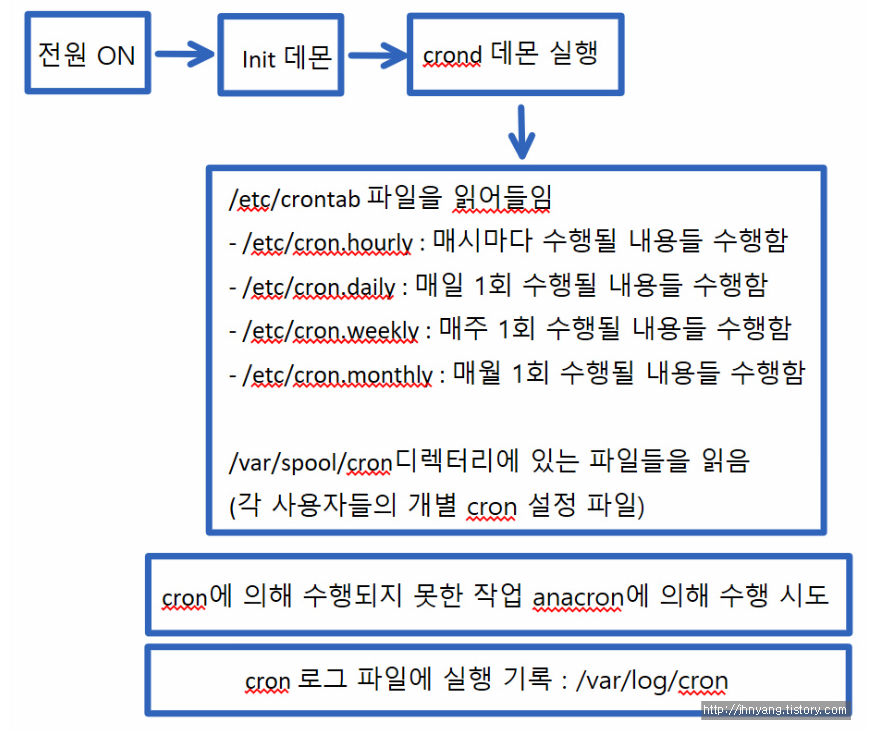 전원 ON
Init 데몬
crond 데몬 실행
/etc/crontab 파일을 읽어들임
- /etc/cron.hourly : 매시마다 수행될 내용들 수행함
- /etc/cron.daily : 매일 1회 수행될 내용들 수행함
- /etc/cron.weekly : 매주 1회 수행될 내용들 수행함
- /etc/cron.monthly : 매월 1회 수행될 내용들 수행함
/var/spool/cron디렉터리에 있는 파일들을 읽음
(각 사용자들의 개별 cron 설정 파일)
cron에 의해 수행되지 못한 작업 anacron에 의해 수행 시도
cron 로그 파일에 실행 기록 : /var/log/cron
http://jhnyang.tistory.com